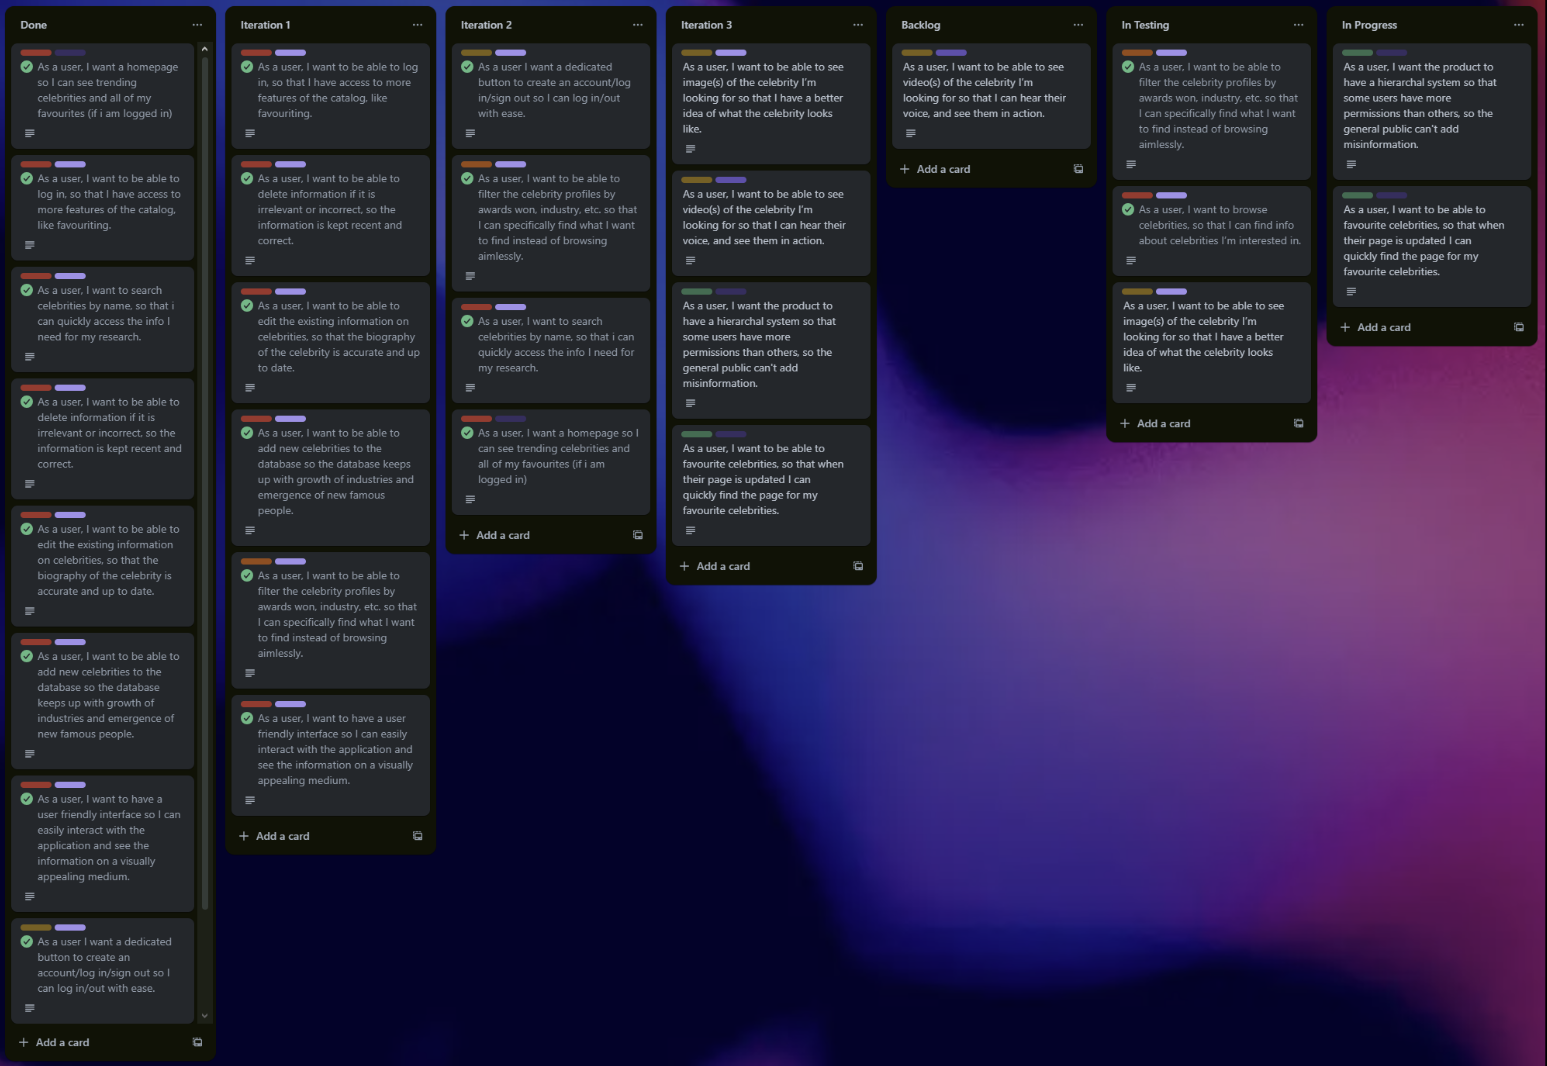 Done
As a user, I want a homepage
so I can see trending
celebrities and all of my
favourites (if i am logged in)
As a user, I want to be able to
log in, so that I have access to
more features of the catalog,
like favouriting.
As a user, I want to search
celebrities by name, so that i
can quickly access the info I
need for my research.
As a user, I want to be able to
delete information if it is
irrelevant or incorrect, so the
information is kept recent and
correct.
As a user, I want to be able to
edit the existing information
on celebrities, so that the
biography of the celebrity is
accurate and up to date.
As a user, I want to be able to
add new celebrities to the
database so the database
keeps up with growth of
industries and emergence of
new famous people.
As a user, I want to have a
user friendly interface so I can
easily interact with the
application and see the
information on a visually
appealing medium.
As a user I want a dedicated
button to create an
account/log in/sign out so I
can log in/out with ease.
Add a card
Iteration 1
As a user, I want to be able to log
in, so that I have access to more
features of the catalog, like
favouriting.
As a user, I want to be able to
delete information if it is
irrelevant or incorrect, so the
information is kept recent and
correct.
As a user, I want to be able to
edit the existing information on
celebrities, so that the biography
of the celebrity is accurate and up
to date.
As a user, I want to be able to
add new celebrities to the
database so the database keeps
up with growth of industries and
emergence of new famous
people.
As a user, I want to be able to
filter the celebrity profiles by
awards won, industry, etc. so that
I can specifically find what I want
to find instead of browsing
aimlessly.
As a user, I want to have a user
friendly interface so I can easily
interact with the application and
see the information on a visually
appealing medium.
Add a card
Iteration 2
As a user I want a dedicated
button to create an account/log
in/sign out so I can log in/out
with ease.
As a user, I want to be able to
filter the celebrity profiles by
awards won, industry, etc. so that
I can specifically find what I want
to find instead of browsing
aimlessly.
As a user, I want to search
celebrities by name, so that i can
quickly access the info I need for
my research.
As a user, I want a homepage so I
can see trending celebrities and
all of my favourites (if i am
logged in)
Add a card
Iteration 3
As a user, I want to be able to see
image(s) of the celebrity I'm
looking for so that I have a better
idea of what the celebrity looks
like.
As a user, I want to be able to see
video(s) of the celebrity I'm
looking for so that I can hear their
voice, and see them in action.
As a user, I want the product to
have a hierarchal system so that
some users have more
permissions than others, so the
general public can't add
misinformation.
As a user, I want to be able to
favourite celebrities, so that when
their page is updated I can
quickly find the page for my
favourite celebrities.
Add a card
Backlog
As a user, I want to be able to see
video(s) of the celebrity I'm
looking for so that I can hear their
voice, and see them in action.
Add a card
In Testing
As a user, I want to be able to
filter the celebrity profiles by
awards won, industry, etc. so that
I can specifically find what I want
to find instead of browsing
aimlessly.
As a user, I want to browse
celebrities, so that I can find info
about celebrities I'm interested in.
As a user, I want to be able to see
image(s) of the celebrity I'm
looking for so that I have a better
idea of what the celebrity looks
like.
Add a card
In Progress
As a user, I want the product to
have a hierarchal system so that
some users have more
permissions than others, so the
general public can't add
misinformation.
As a user, I want to be able to
favourite celebrities, so that when
their page is updated I can
quickly find the page for my
favourite celebrities.
Add a card